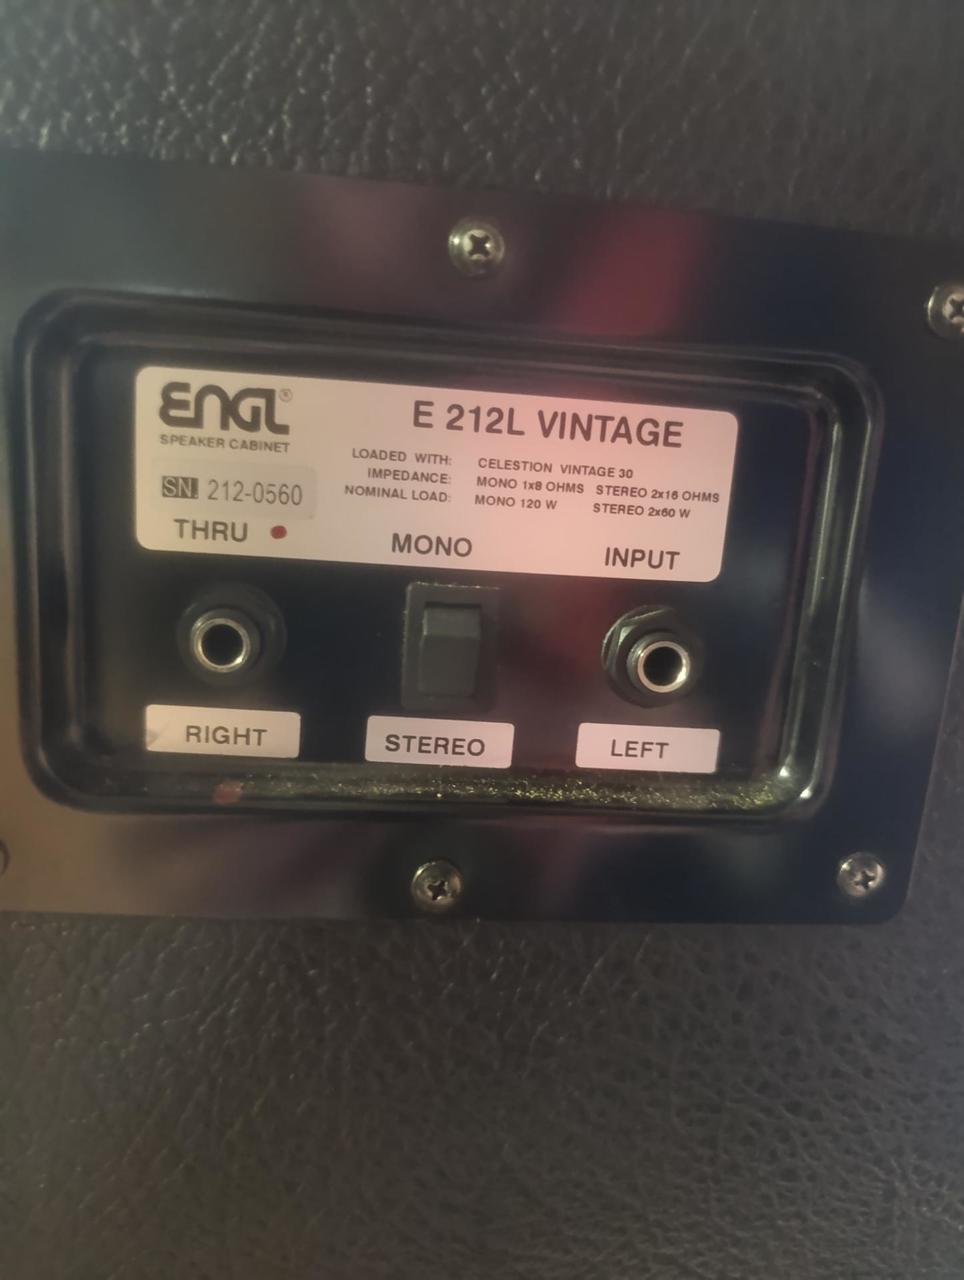 ENGL®
SPEAKER CABINET
E 212L VINTAGE
LOADED WITH: CELESTION VINTAGE 30
IMPEDANCE: MONO 1x8 OHMS STEREO 2x16 OHMS
NOMINAL LOAD: MONO 120 W STEREO 2x60 W
SN. 212-0560
THRU MONO INPUT
RIGHT STEREO LEFT